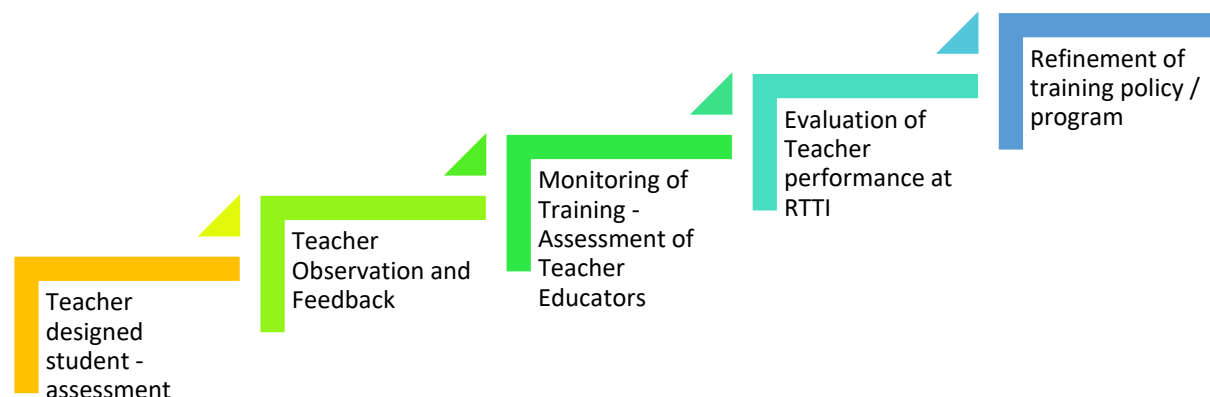 Teacher
designed
student -
assessment
Teacher
Observation and
Feedback
Monitoring of
Training -
Assessment of
Teacher
Educators
Evaluation of
Teacher
performance at
RTTI
Refinement of
training policy /
program